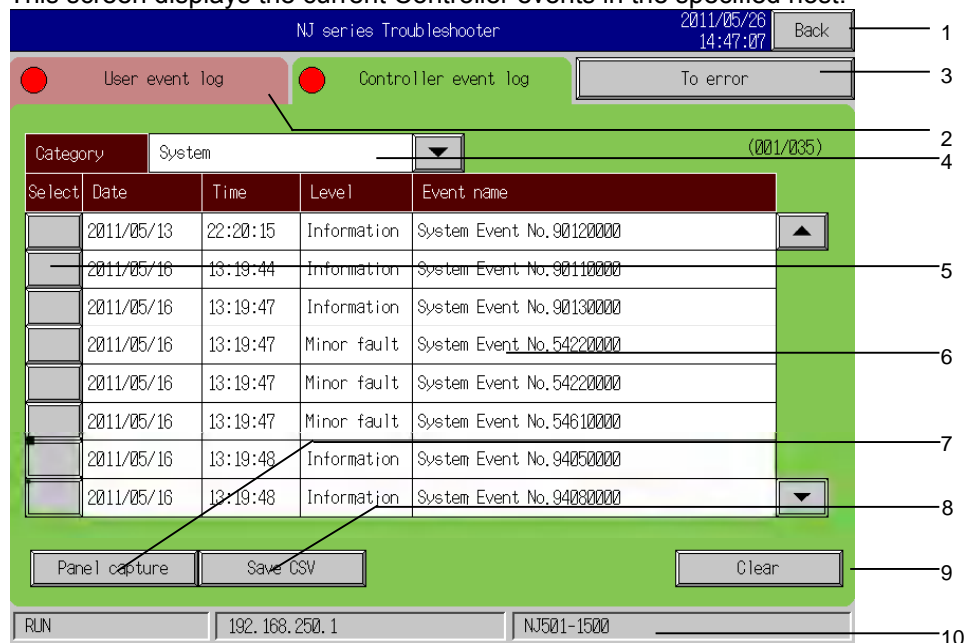 This screen displays the current Controller events in the specified host.
NJ series Troubleshooter 2011/05/26 14:47:07 Back 1
User event log Controller event log To error 3
2
Category System (001/035) 4
Select Date Time Level Event name
2011/05/13 22:20:15 Information System Event No.90120000
2011/05/16 13:19:44 Information System Event No.90110000 5
2011/05/16 13:19:47 Information System Event No.90130000
2011/05/16 13:19:47 Minor fault System Event No.54220000 6
2011/05/16 13:19:47 Minor fault System Event No.54220000
2011/05/16 13:19:47 Minor fault System Event No.54610000
7
2011/05/16 13:19:48 Information System Event No.94050000
2011/05/16 13:19:48 Information System Event No.94080000
8
Panel capture Save CSV Clear 9
RUN 192.168.250.1 NJ501-1500 10